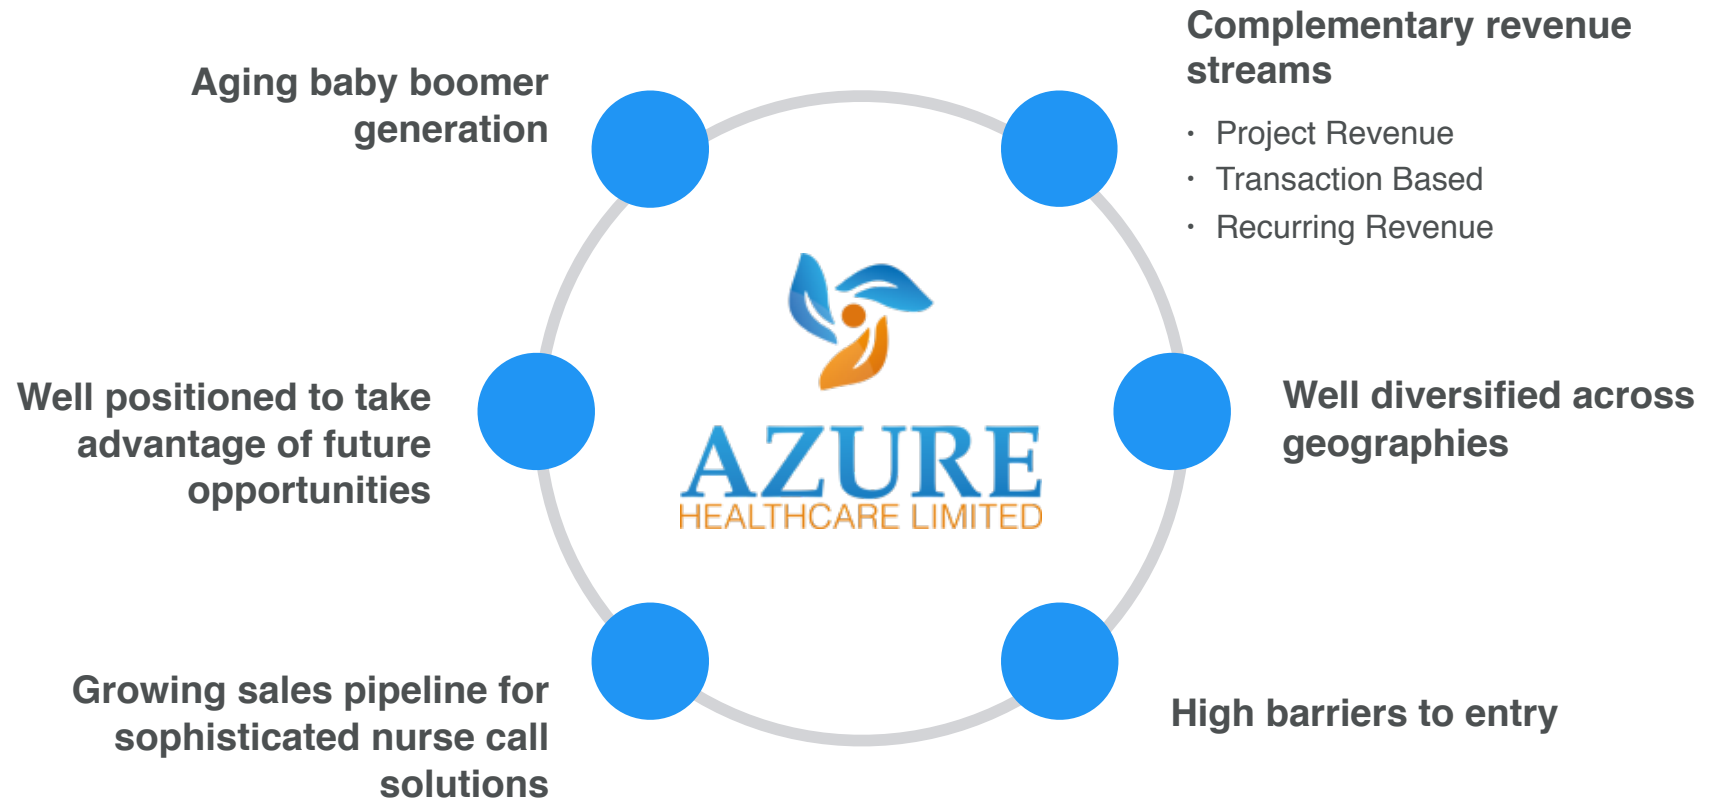 Complementary revenue
streams
· Project Revenue
· Transaction Based
· Recurring Revenue
Aging baby boomer
generation
Well positioned to take
advantage of future
opportunities
AZURE
HEALTHCARE LIMITED
Well diversified across
geographies
Growing sales pipeline for
sophisticated nurse call
solutions
High barriers to entry